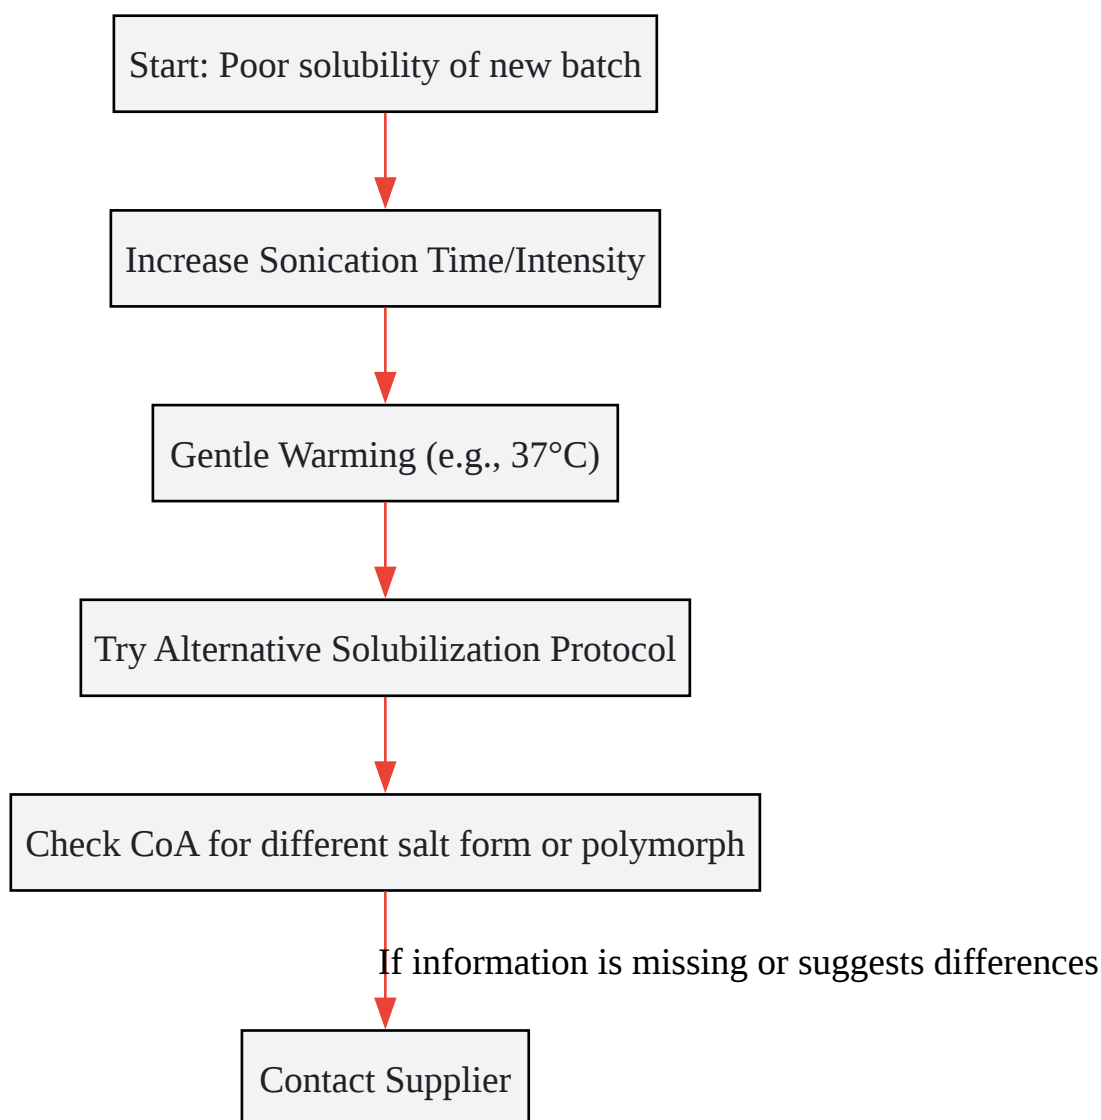 Start: Poor solubility of new batch
Increase Sonication Time/Intensity
Gentle Warming (e.g., 37°C)
Try Alternative Solubilization Protocol
Check CoA for different salt form or polymorph
If information is missing or suggests differences
Contact Supplier